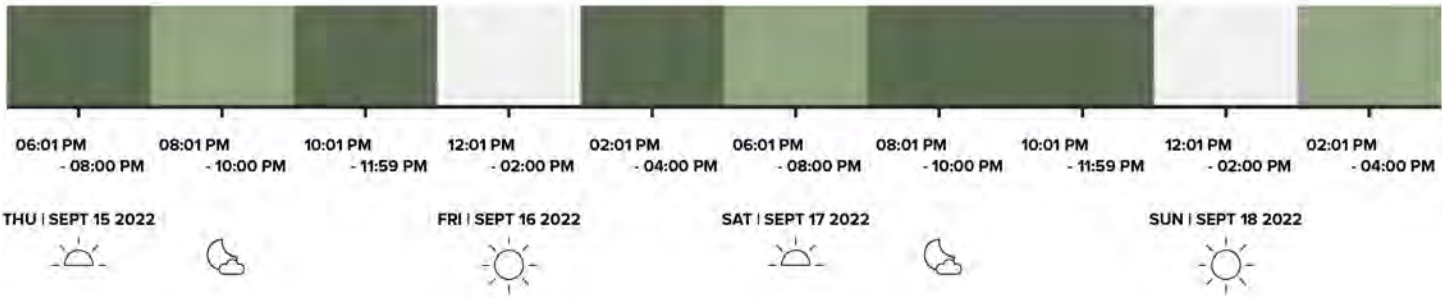 06:01 PM 08:01 PM 10:01 PM 12:01 PM 02:01 PM 06:01 PM 08:01 PM 10:01 PM 12:01 PM 02:01 PM
- 08:00 PM - 10:00 PM - 11:59 PM - 02:00 PM - 04:00 PM - 08:00 PM - 10:00 PM - 11:59 PM - 02:00 PM - 04:00 PM
THU | SEPT 15 2022 FRI | SEPT 16 2022 SAT | SEPT 17 2022 SUN | SEPT 18 2022